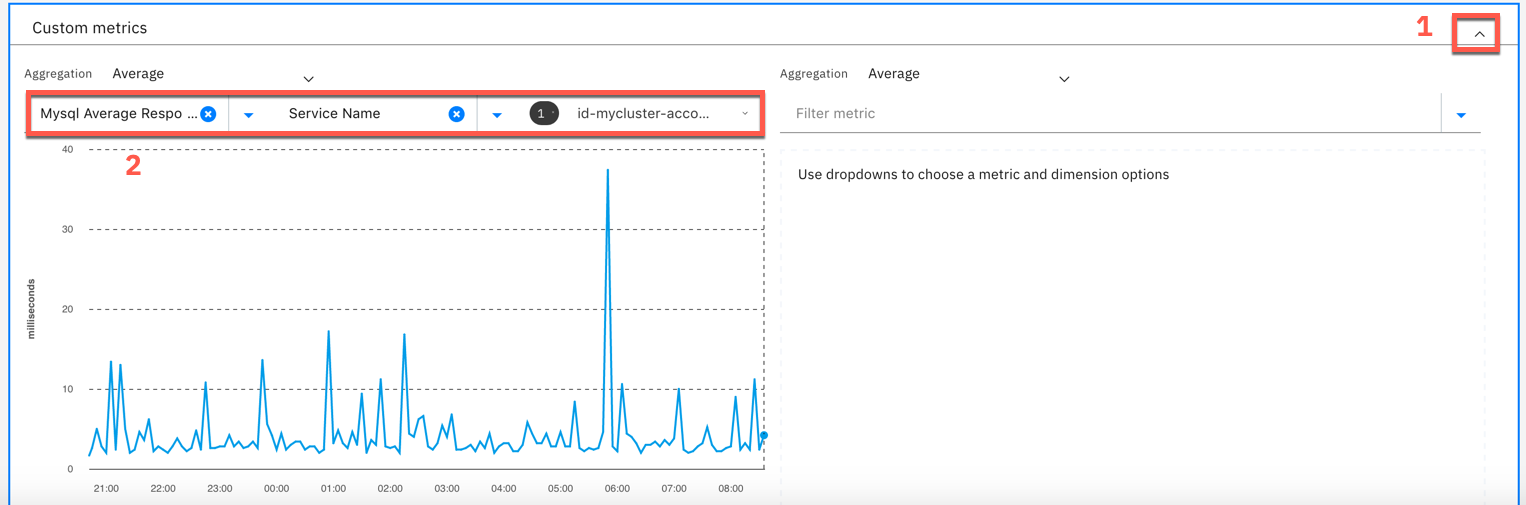 Custom metrics
1
Aggregation Average
Aggregation Average
Mysql Average Respo ... Service Name 1 id-mycluster-acco...
Filter metric
2
Use dropdowns to choose a metric and dimension options
milliseconds
40
30
20
10
0
21:00 22:00 23:00 00:00 01:00 02:00 03:00 04:00 05:00 06:00 07:00 08:00